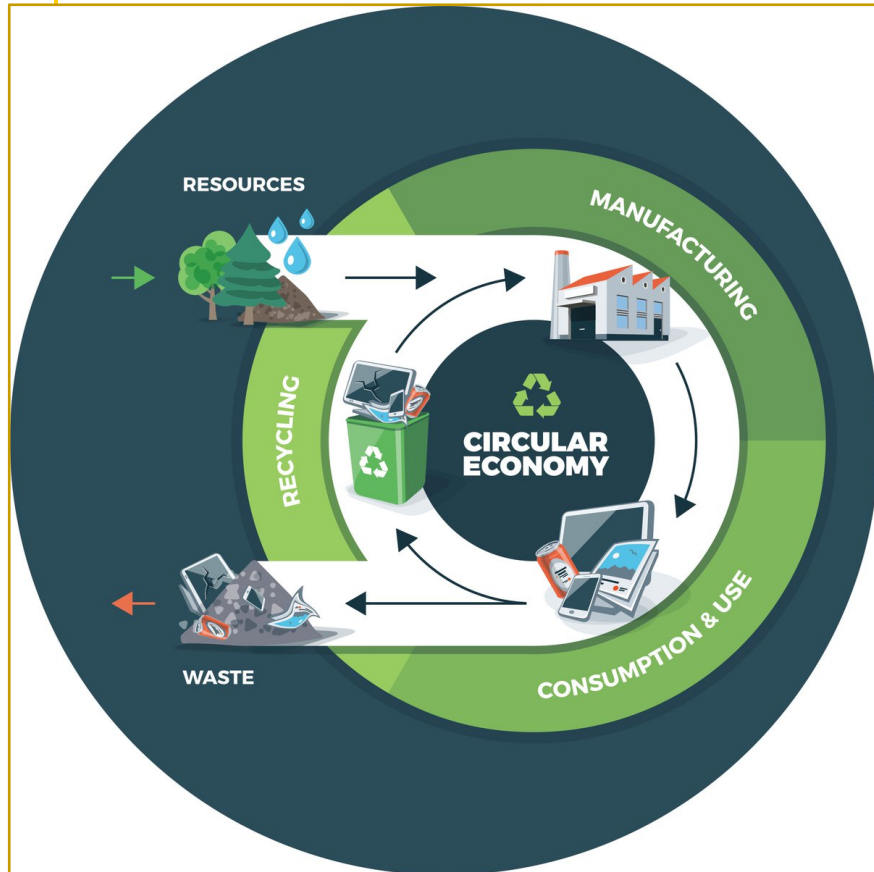 RESOURCES
MANUFACTURING
RECYCLING
CIRCULAR
ECONOMY
CONSUMPTION & USE
WASTE